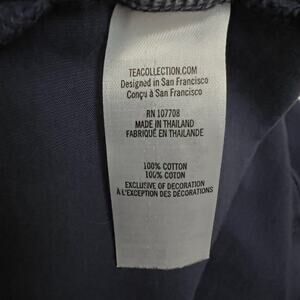 TEACOLLECTION.COM
Designed in San Francisco
Conçu à San Francisco
RN 107708
MADE IN THAILAND
FABRIQUÉ EN THAILANDE
100% COTTON
100% COTON
EXCLUSIVE OF DECORATION
À L'EXCEPTION DES DÉCORATIONS